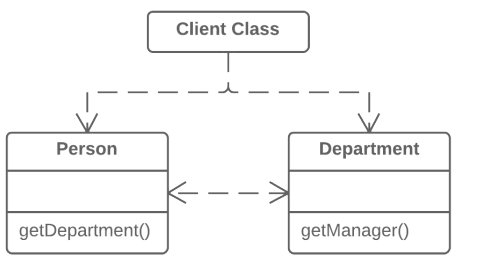 Client Class
Person
Department
getDepartment()
getManager()